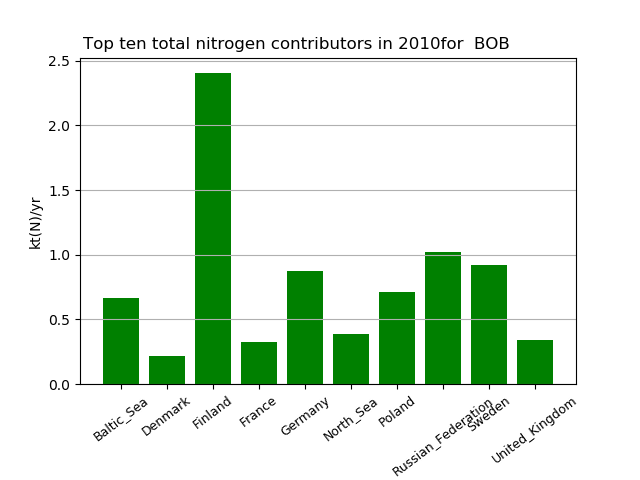 Top ten total nitrogen contributors in 2010for  BOB
kt(N)/yr
2.5
2.0
1.5
1.0
0.5
0.0
Baltic_Sea
Denmark
Finland
France
Germany
North_Sea
Poland
Russian_Federation
Sweden
United_Kingdom